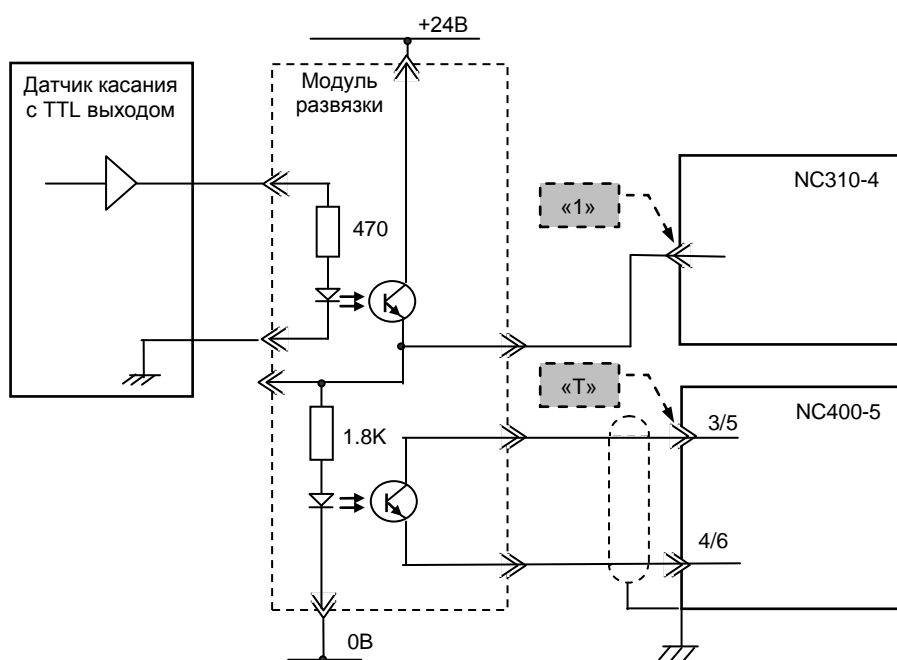 +24В
Датчик касания
с TTL выходом
Модуль
развязки
NC310-4
«1»
470
«Т»
NC400-5
3/5
1.8K
4/6
0В